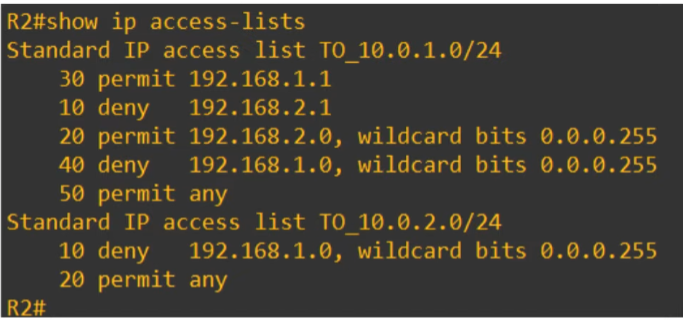 R2#show ip access-lists
Standard IP access list TO_10.0.1.0/24
    30 permit 192.168.1.1
    10 deny   192.168.2.1
    20 permit 192.168.2.0, wildcard bits 0.0.0.255
    40 deny   192.168.1.0, wildcard bits 0.0.0.255
    50 permit any
Standard IP access list TO_10.0.2.0/24
    10 deny   192.168.1.0, wildcard bits 0.0.0.255
    20 permit any
R2#